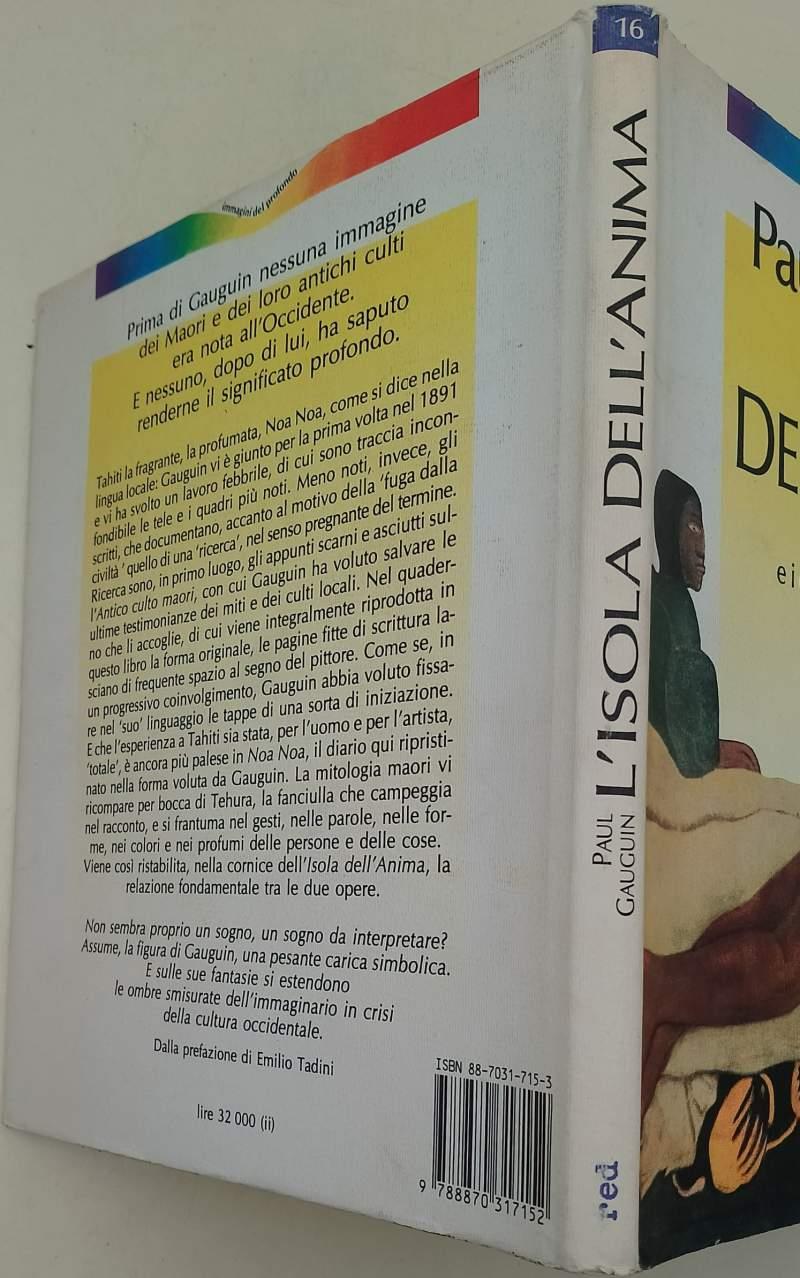 immagini del profondo
Prima di Gauguin nessuna immagine
dei Maori e dei loro antichi culti
era nota all'Occidente.
E nessuno, dopo di lui, ha saputo
renderne il significato profondo.
Tahiti la fragrante, la profumata, Noa Noa, come si dice nella
lingua locale: Gauguin vi è giunto per la prima volta nel 1891
e vi ha svolto un lavoro febbrile, di cui sono traccia incon-
fondibile le tele e i quadri più noti. Meno noti, invece, gli
scritti, che documentano, accanto al motivo della 'fuga dalla
civiltà' quello di una 'ricerca', nel senso pregnante del termine.
Ricerca sono, in primo luogo, gli appunti scarni e asciutti sul-
l'Antico culto maori, con cui Gauguin ha voluto salvare le
ultime testimonianze dei miti e dei culti locali. Nel quader-
no che li accoglie, di cui viene integralmente riprodotta in
questo libro la forma originale, le pagine fitte di scrittura la-
sciano di frequente spazio al segno del pittore. Come se, in
un progressivo coinvolgimento, Gauguin abbia voluto fissa-
re nel 'suo' linguaggio le tappe di una sorta di iniziazione.
E che l'esperienza a Tahiti sia stata, per l'uomo e per l'artista,
'totale', è ancora più palese in Noa Noa, il diario qui ripristi-
nato nella forma voluta da Gauguin. La mitologia maori vi
ricompare per bocca di Tehura, la fanciulla che campeggia
nel racconto, e si frantuma nel gesti, nelle parole, nelle for-
me, nei colori e nei profumi delle persone e delle cose.
Viene così ristabilita, nella cornice dell'Isola dell'Anima, la
relazione fondamentale tra le due opere.
Non sembra proprio un sogno, un sogno da interpretare?
Assume, la figura di Gauguin, una pesante carica simbolica.
E sulle sue fantasie si estendono
le ombre smisurate dell'immaginario in crisi
della cultura occidentale.
Dalla prefazione di Emilio Tadini
lire 32 000 (ii)
ISBN 88-7031-715-3
9 788870 317152
16
PAUL
GAUGUIN
L'ISOLA DELL'ANIMA
red
Pa
DE
e i